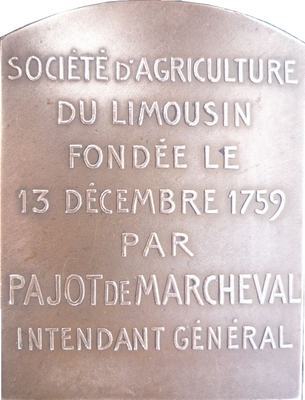 SOCIÉTÉ D'AGRICULTURE
DU LIMOUSIN
FONDÉE LE
13 DÉCEMBRE 1759
PAR
PAJOT DE MARCHEVAL
INTENDANT GÉNÉRAL